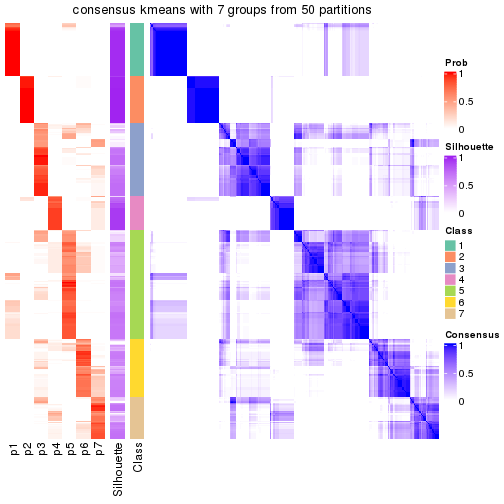 consensus kmeans with 7 groups from 50 partitions
Prob
1
0.5
0
Silhouette
1
0.5
0
Class
1
2
3
4
5
6
7
Consensus
1
0.5
0
p1
p2
p3
p4
p5
p6
p7
Silhouette
Class